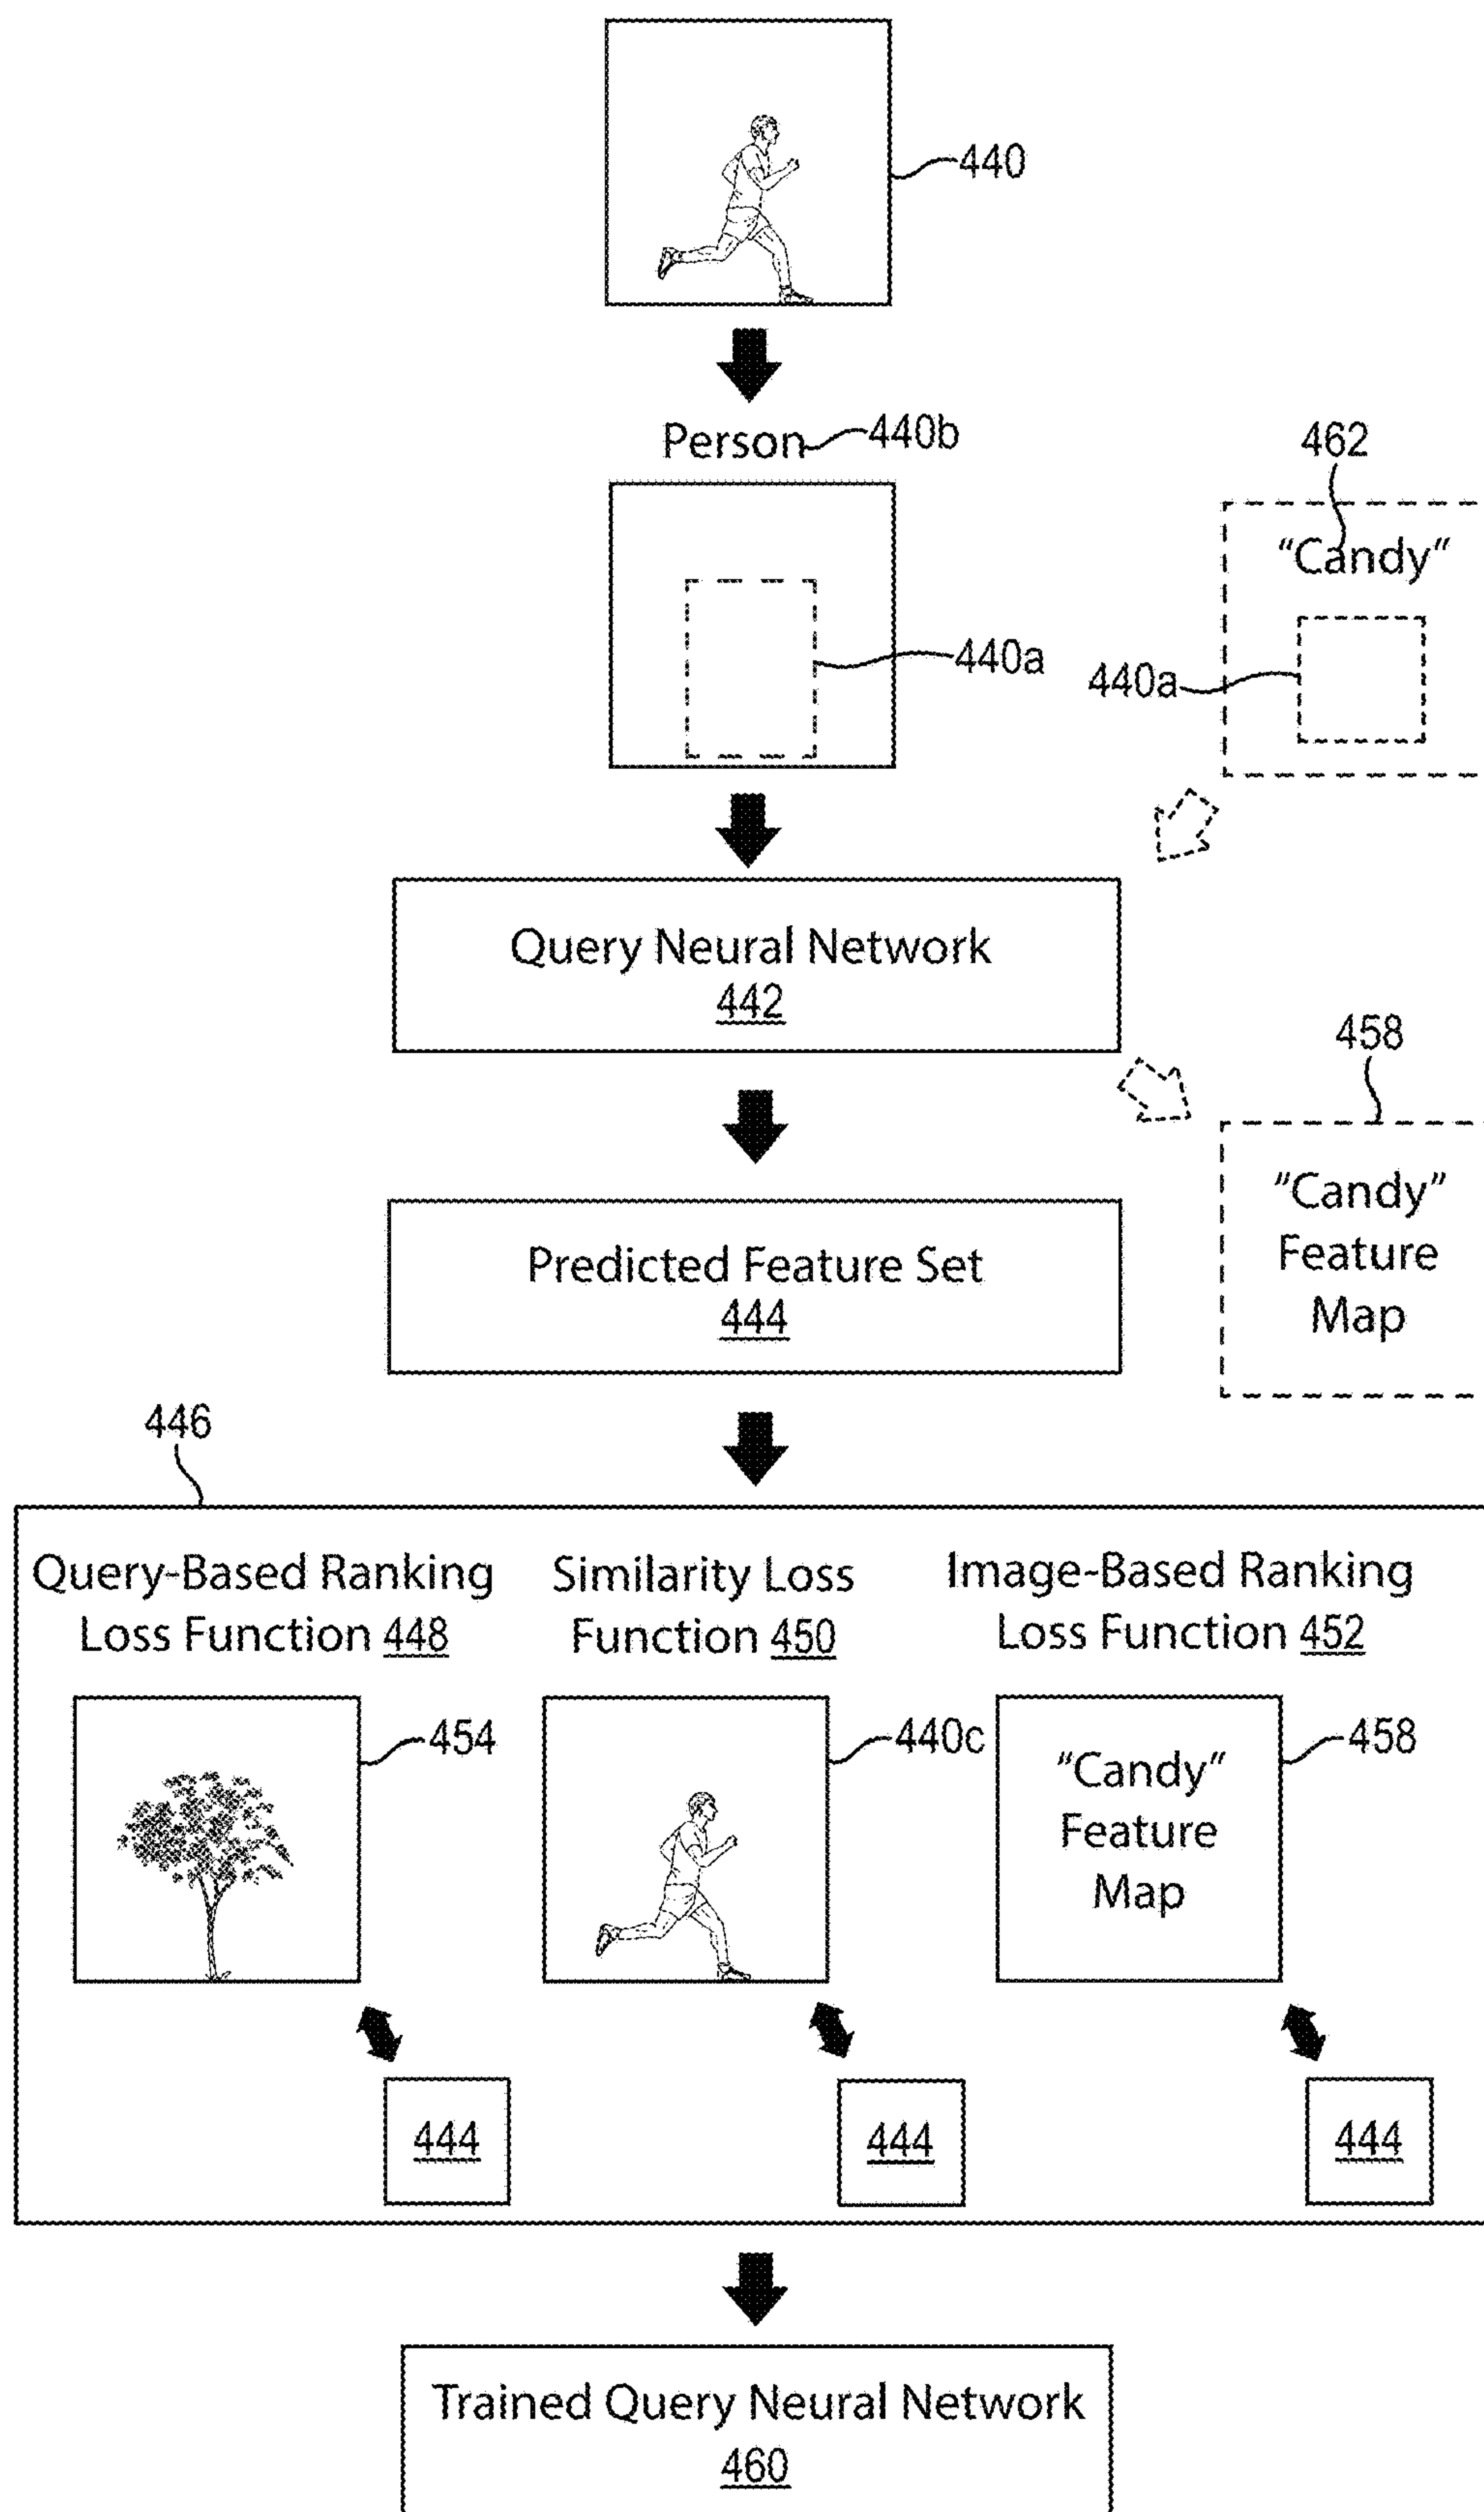 440
Person
440b
462
"Candy"
440a
440a
Query Neural Network
442
458
"Candy"
Feature
Map
Predicted Feature Set
444
446
Query-Based Ranking
Loss Function 448
Similarity Loss
Function 450
Image-Based Ranking
Loss Function 452
454
440c
"Candy"
Feature
Map
458
444
444
444
Trained Query Neural Network
460